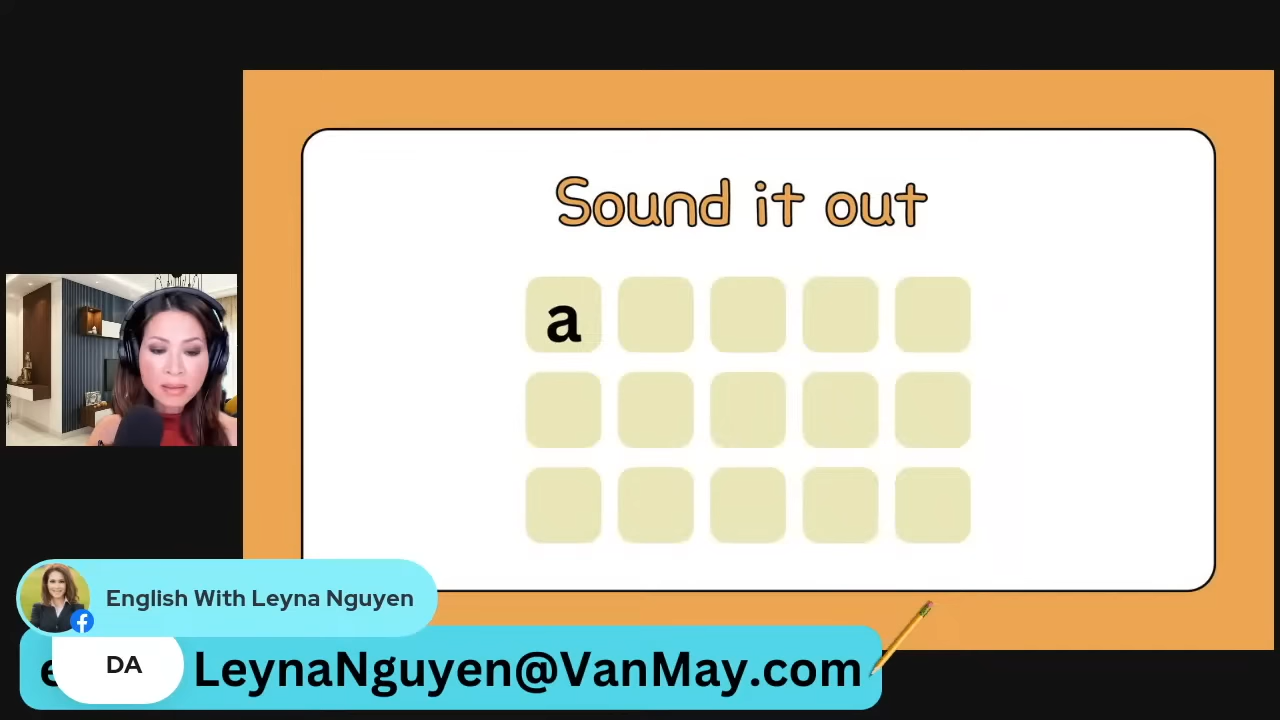 Sound it out
a
English With Leyna Nguyen
DA
LeynaNguyen@VanMay.com